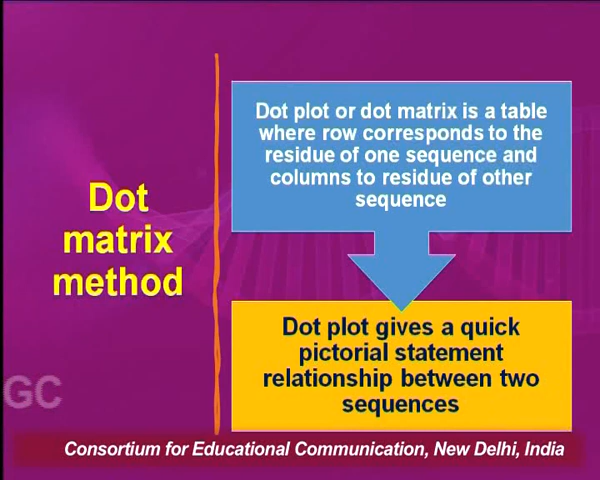 Dot
matrix
method
Dot plot or dot matrix is a table
where row corresponds to the
residue of one sequence and
columns to residue of other
sequence
Dot plot gives a quick
pictorial statement
relationship between two
sequences
GC
Consortium for Educational Communication, New Delhi, India